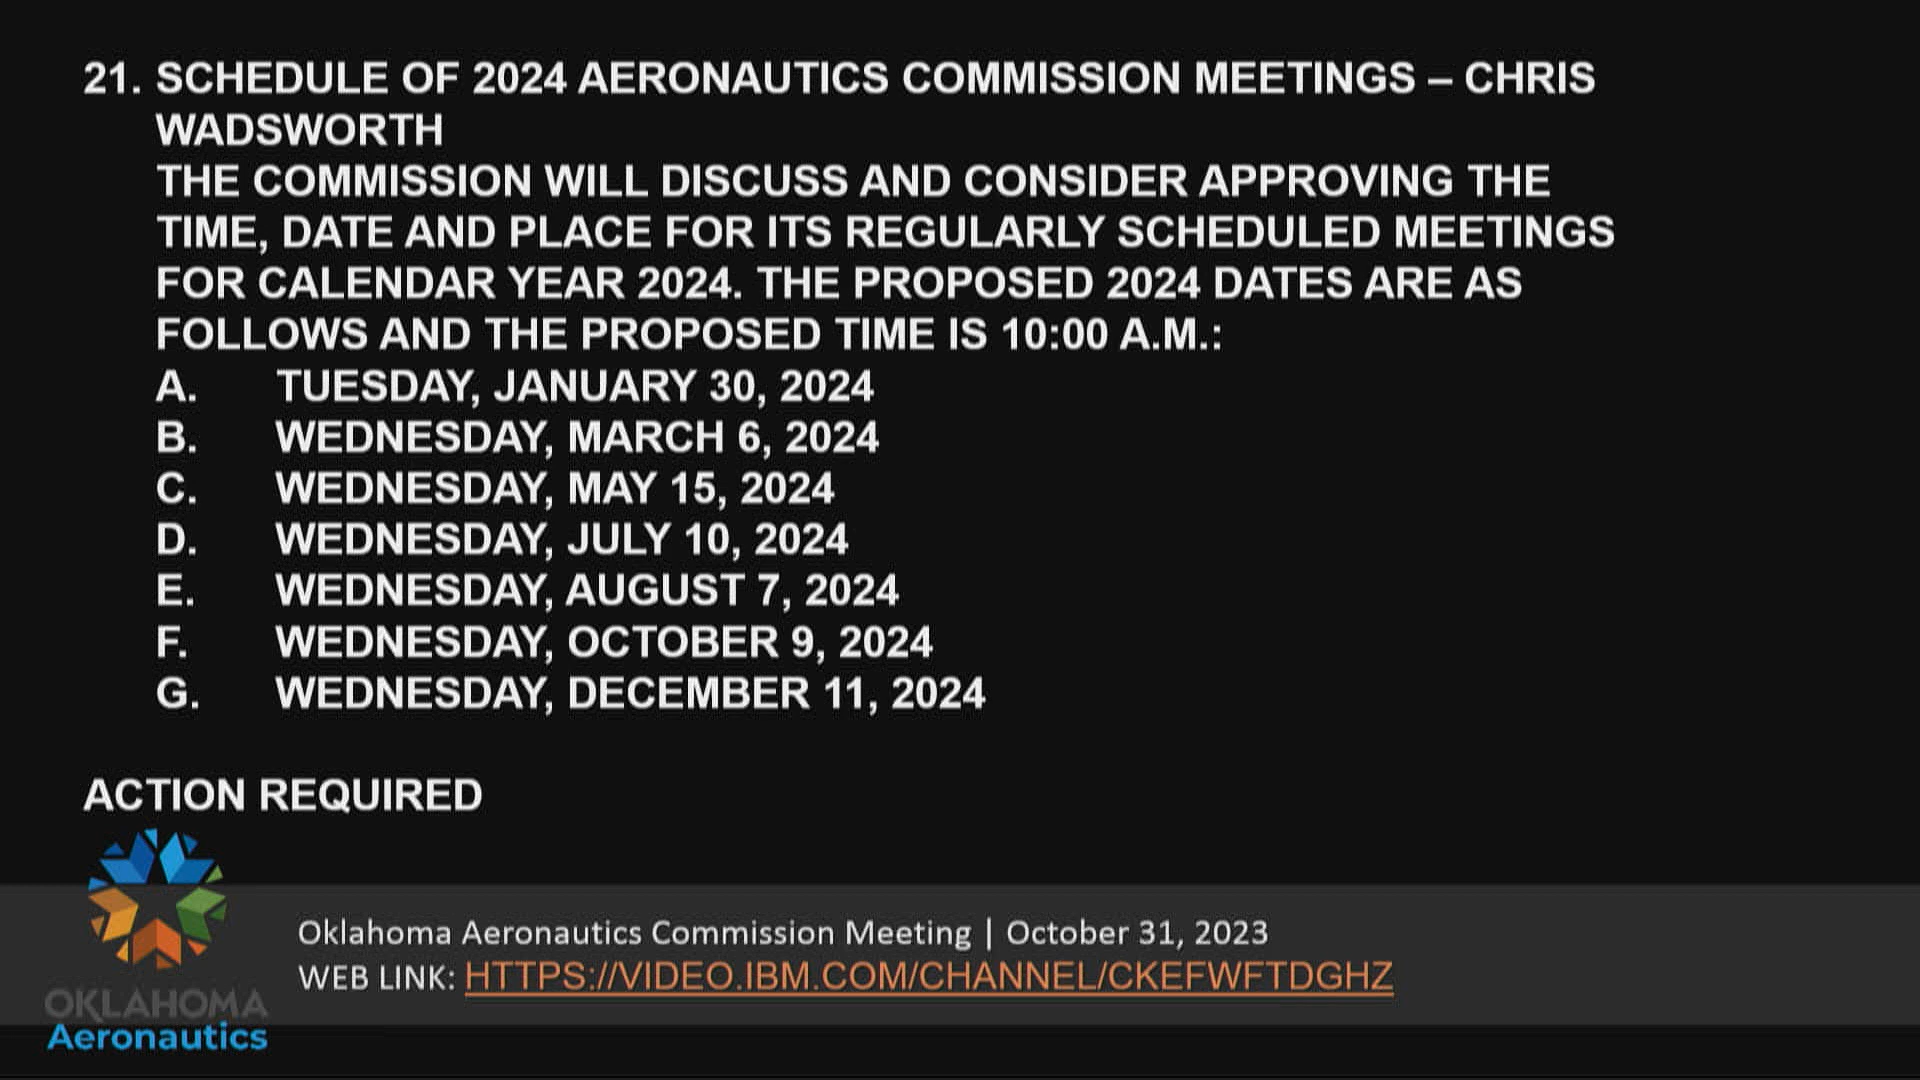 21. SCHEDULE OF 2024 AERONAUTICS COMMISSION MEETINGS – CHRIS
WADSWORTH
THE COMMISSION WILL DISCUSS AND CONSIDER APPROVING THE
TIME, DATE AND PLACE FOR ITS REGULARLY SCHEDULED MEETINGS
FOR CALENDAR YEAR 2024. THE PROPOSED 2024 DATES ARE AS
FOLLOWS AND THE PROPOSED TIME IS 10:00 A.M.:
A. TUESDAY, JANUARY 30, 2024
B. WEDNESDAY, MARCH 6, 2024
C. WEDNESDAY, MAY 15, 2024
D. WEDNESDAY, JULY 10, 2024
E. WEDNESDAY, AUGUST 7, 2024
F. WEDNESDAY, OCTOBER 9, 2024
G. WEDNESDAY, DECEMBER 11, 2024
ACTION REQUIRED
Oklahoma Aeronautics Commission Meeting | October 31, 2023
WEB LINK: HTTPS://VIDEO.IBM.COM/CHANNEL/CKEFWFTDGHZ
OKLAHOMA
Aeronautics